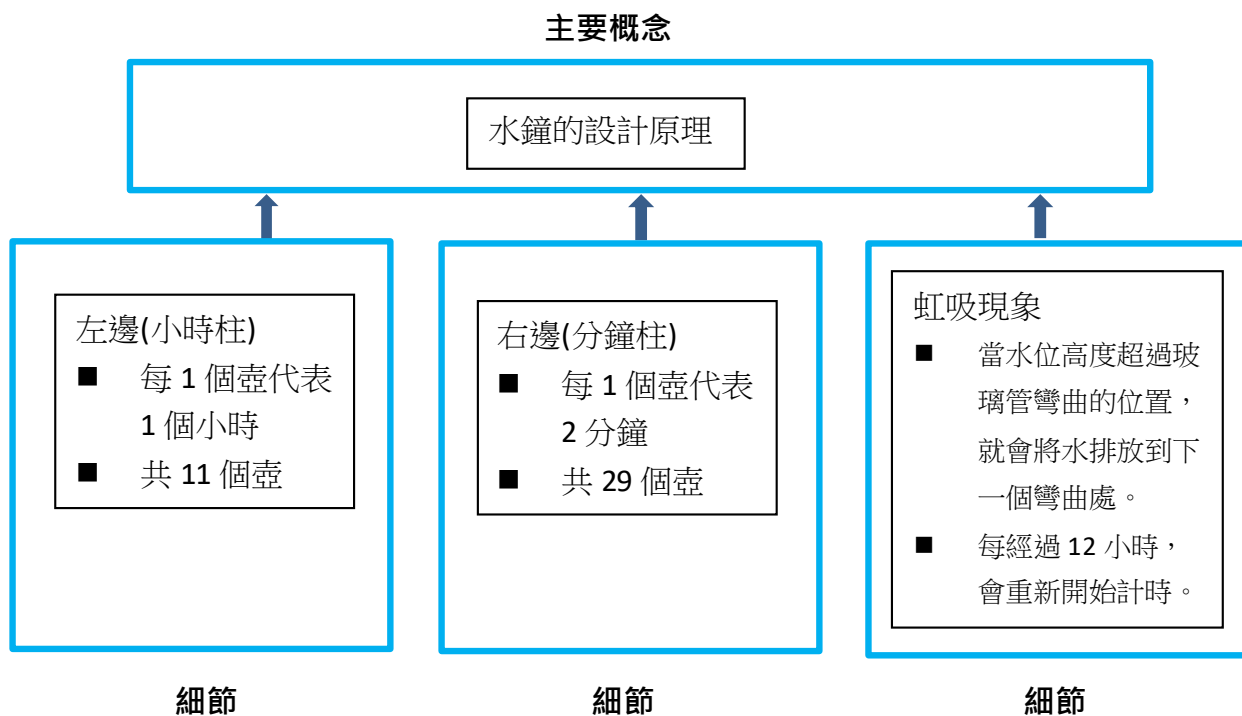 主要概念
水鐘的設計原理
左邊(小時柱)
■ 每 1 個壺代表
1 個小時
■ 共 11 個壺
右邊(分鐘柱)
■ 每 1 個壺代表
2 分鐘
■ 共 29 個壺
虹吸現象
■ 當水位高度超過玻
璃管彎曲的位置，
就會將水排放到下
一個彎曲處。
■ 每經過 12 小時，
會重新開始計時。
細節
細節
細節